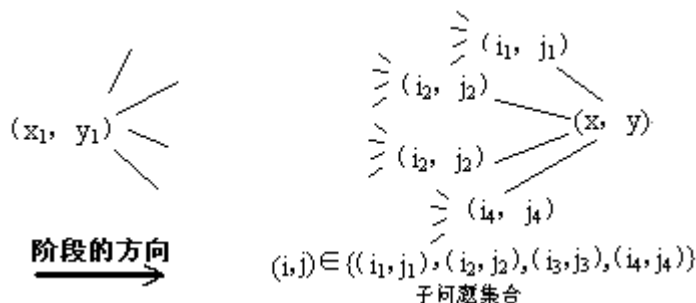 (i₁, j₁)
(i₂, j₂)
(x₁, y₁)
(x, y)
(i₂, j₂)
(i₄, j₄)
阶段的方向
(i,j)∈{(i₁,j₁),(i₂,j₂),(i₃,j₃),(i₄,j₄)}
子问题集合